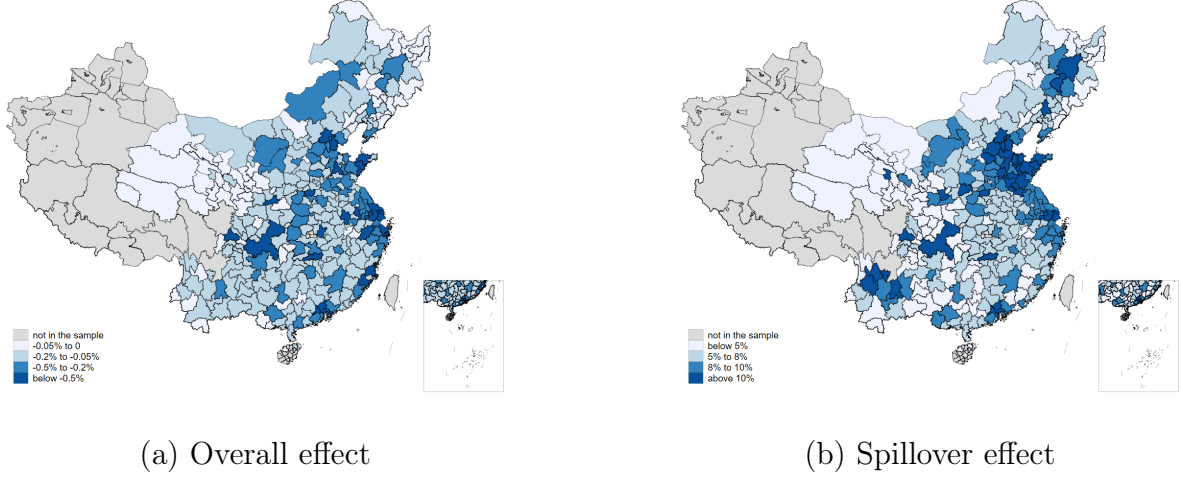 not in the sample
-0.05% to 0
-0.2% to -0.05%
-0.5% to -0.2%
below -0.5%
not in the sample
below 5%
5% to 8%
8% to 10%
above 10%
(a) Overall effect
(b) Spillover effect